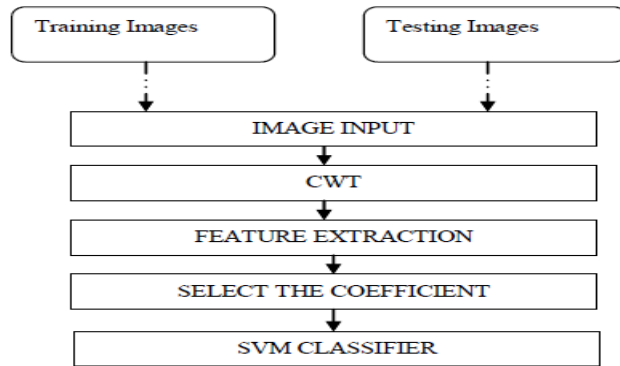 Training Images
Testing Images
IMAGE INPUT
CWT
FEATURE EXTRACTION
SELECT THE COEFFICIENT
SVM CLASSIFIER